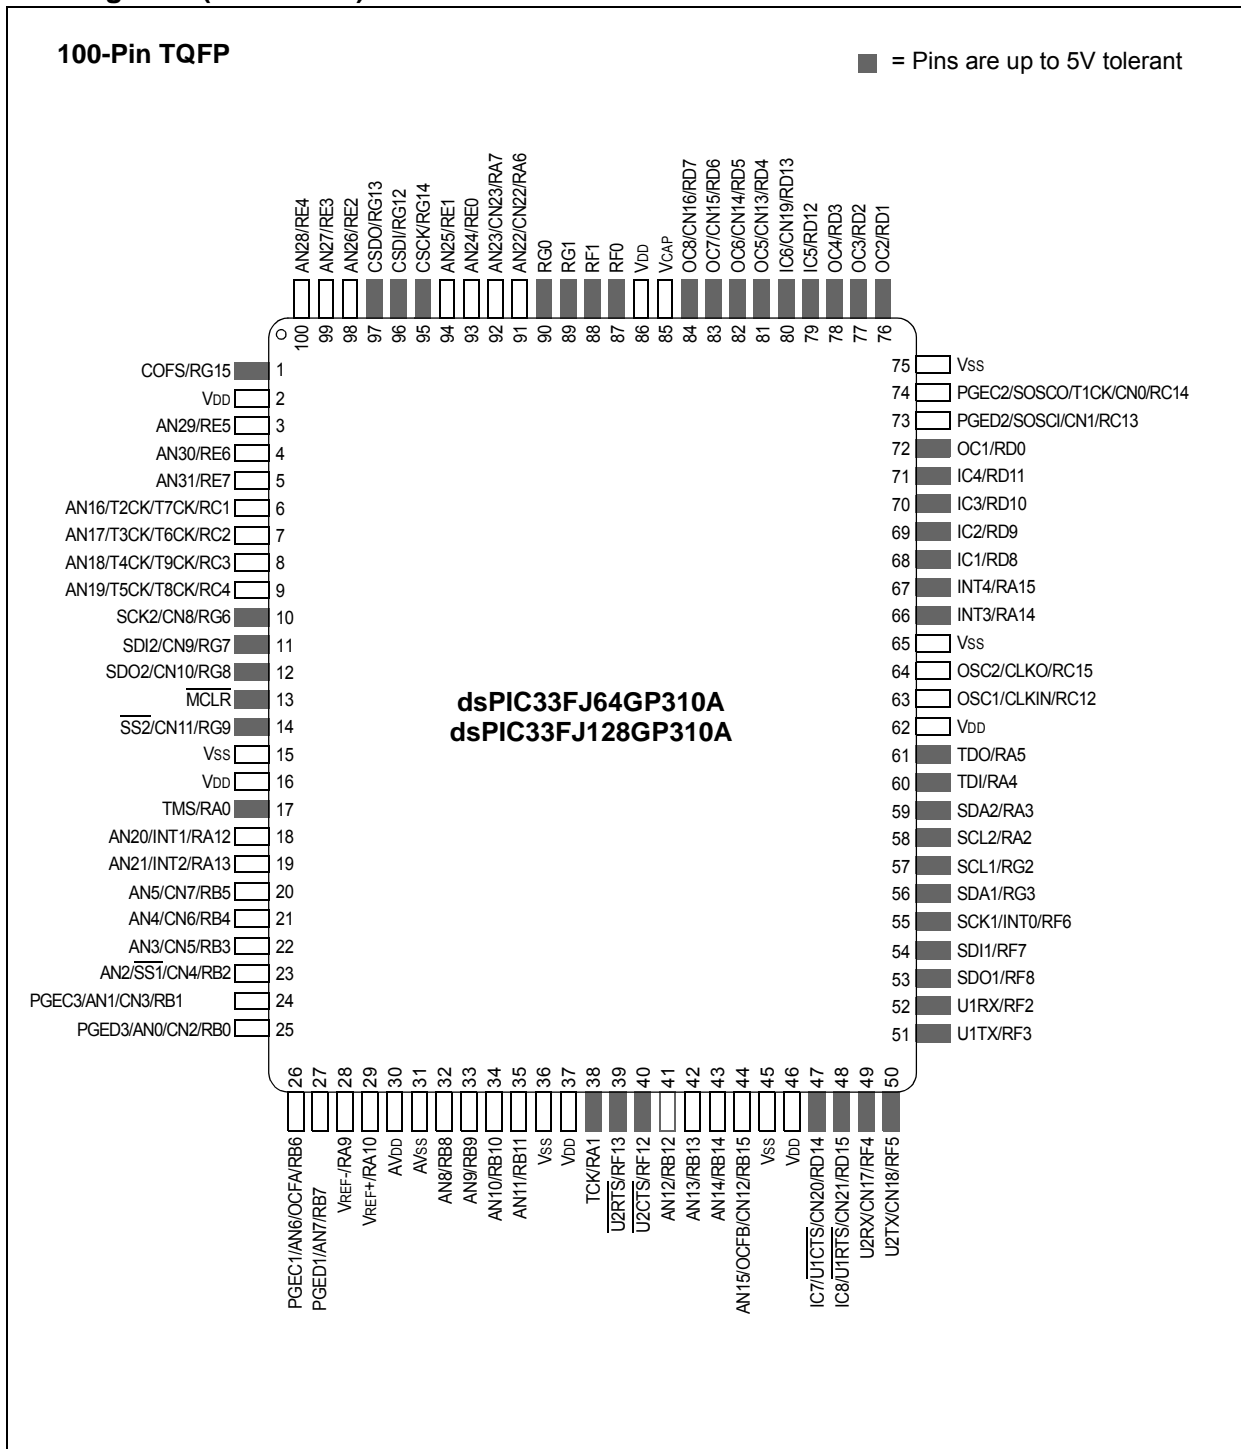 100-Pin TQFP
= Pins are up to 5V tolerant
AN28/RE4
AN27/RE3
AN26/RE2
CSDO/RG13
CSDI/RG12
CSCK/RG14
AN25/RE1
AN24/RE0
AN23/CN23/RA7
AN22/CN22/RA6
RG0
RG1
RF1
RF0
VDD
VCAP
OC8/CN16/RD7
OC7/CN15/RD6
OC6/CN14/RD5
OC5/CN13/RD4
IC6/CN19/RD13
IC5/RD12
OC4/RD3
OC3/RD2
OC2/RD1
100
99
98
97
96
95
94
93
92
91
90
89
88
87
86
85
84
83
82
81
80
79
78
77
76
COFS/RG15 1
VDD 2
AN29/RE5 3
AN30/RE6 4
AN31/RE7 5
AN16/T2CK/T7CK/RC1 6
AN17/T3CK/T6CK/RC2 7
AN18/T4CK/T9CK/RC3 8
AN19/T5CK/T8CK/RC4 9
SCK2/CN8/RG6 10
SDI2/CN9/RG7 11
SDO2/CN10/RG8 12
MCLR 13
SS2/CN11/RG9 14
VSS 15
VDD 16
TMS/RA0 17
AN20/INT1/RA12 18
AN21/INT2/RA13 19
AN5/CN7/RB5 20
AN4/CN6/RB4 21
AN3/CN5/RB3 22
AN2/SS1/CN4/RB2 23
PGEC3/AN1/CN3/RB1 24
PGED3/AN0/CN2/RB0 25
dsPIC33FJ64GP310A
dsPIC33FJ128GP310A
75 VSS
74 PGEC2/SOSCO/T1CK/CN0/RC14
73 PGED2/SOSCI/CN1/RC13
72 OC1/RD0
71 IC4/RD11
70 IC3/RD10
69 IC2/RD9
68 IC1/RD8
67 INT4/RA15
66 INT3/RA14
65 VSS
64 OSC2/CLKO/RC15
63 OSC1/CLKIN/RC12
62 VDD
61 TDO/RA5
60 TDI/RA4
59 SDA2/RA3
58 SCL2/RA2
57 SCL1/RG2
56 SDA1/RG3
55 SCK1/INT0/RF6
54 SDI1/RF7
53 SDO1/RF8
52 U1RX/RF2
51 U1TX/RF3
26
27
28
29
30
31
32
33
34
35
36
37
38
39
40
41
42
43
44
45
46
47
48
49
50
PGEC1/AN6/OCFA/RB6
PGED1/AN7/RB7
VREF-/RA9
VREF+/RA10
AVDD
AVSS
AN8/RB8
AN9/RB9
AN10/RB10
AN11/RB11
VSS
VDD
TCK/RA1
U2RTS/RF13
U2CTS/RF12
AN12/RB12
AN13/RB13
AN14/RB14
AN15/OCFB/CN12/RB15
VSS
VDD
IC7/U1CTS/CN20/RD14
IC8/U1RTS/CN21/RD15
U2RX/CN17/RF4
U2TX/CN18/RF5